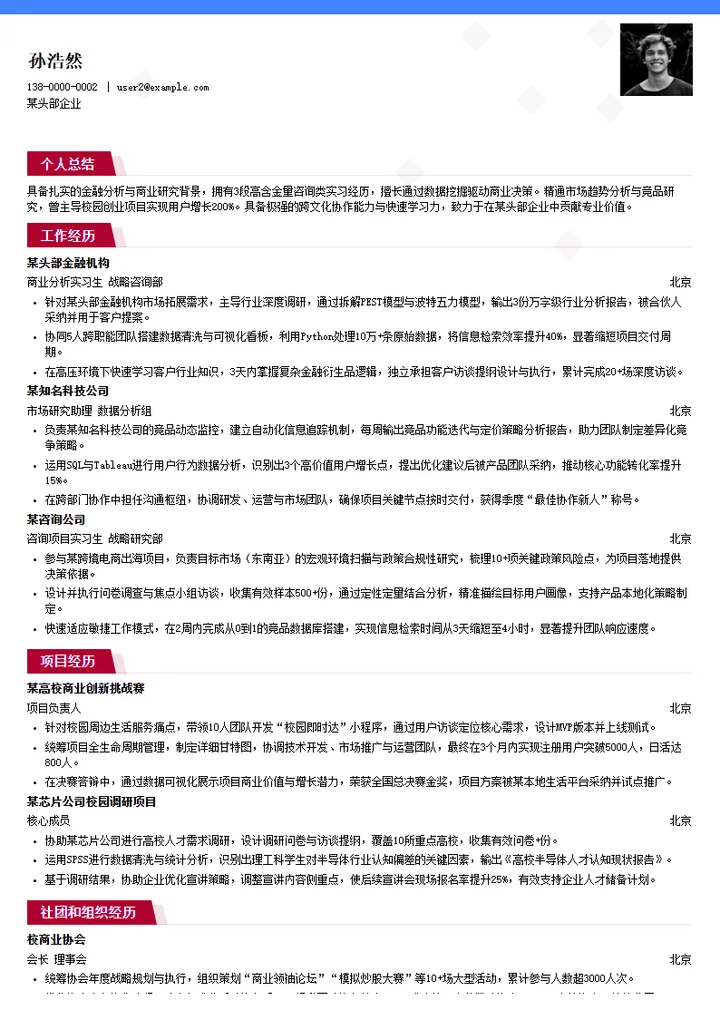 孙浩然
138-0000-0002 | user2@example.com
某头部企业
个人总结
具备扎实的金融分析与商业研究背景，拥有3段高含金量咨询类实习经历，擅长通过数据挖掘驱动商业决策。精通市场趋势分析与竞品研
究，曾主导校园创业项目实现用户增长200%。具备极强的跨文化协作能力与快速学习力，致力于在某头部企业中贡献专业价值。
工作经历
某头部金融机构
商业分析实习生 战略咨询部 北京
• 针对某头部金融机构市场拓展需求，主导行业深度调研，通过拆解PEST模型与波特五力模型，输出3份万字级行业分析报告，被合伙人
采纳并用于客户提案。
• 协同5人跨职能团队搭建数据清洗与可视化看板，利用Python处理10万+条原始数据，将信息检索效率提升40%，显著缩短项目交付周
期。
• 在高压环境下快速学习客户行业知识，3天内掌握复杂金融衍生品逻辑，独立承担客户访谈提纲设计与执行，累计完成20+场深度访谈。
某知名科技公司
市场研究助理 数据分析组 北京
• 负责某知名科技公司的竞品动态监控，建立自动化信息追踪机制，每周输出竞品功能迭代与定价策略分析报告，助力团队制定差异化竞
争策略。
• 运用SQL与Tableau进行用户行为数据分析，识别出3个高价值用户增长点，提出优化建议后被产品团队采纳，推动核心功能转化率提升
15%。
• 在跨部门协作中担任沟通枢纽，协调研发、运营与市场团队，确保项目关键节点按时交付，获得季度“最佳协作新人”称号。
某咨询公司
咨询项目实习生 战略研究部 北京
• 参与某跨境电商出海项目，负责目标市场（东南亚）的宏观环境扫描与政策合规性研究，梳理10+项关键政策风险点，为项目落地提供
决策依据。
• 设计并执行问卷调查与焦点小组访谈，收集有效样本500+份，通过定性定量结合分析，精准描绘目标用户画像，支持产品本地化策略制
定。
• 快速适应敏捷工作模式，在2周内完成从0到1的竞品数据库搭建，实现信息检索时间从3天缩短至4小时，显著提升团队响应速度。
项目经历
某高校商业创新挑战赛
项目负责人 北京
• 针对校园周边生活服务痛点，带领10人团队开发“校园即时达”小程序，通过用户访谈定位核心需求，设计MVP版本并上线测试。
• 统筹项目全生命周期管理，制定详细甘特图，协调技术开发、市场推广与运营团队，最终在3个月内实现注册用户突破5000人，日活达
800人。
• 在决赛答辩中，通过数据可视化展示项目商业价值与增长潜力，荣获全国总决赛金奖，项目方案被某本地生活平台采纳并试点推广。
某芯片公司校园调研项目
核心成员 北京
• 协助某芯片公司进行高校人才需求调研，设计调研问卷与访谈提纲，覆盖10所重点高校，收集有效问卷+份。
• 运用SPSS进行数据清洗与统计分析，识别出理工科学生对半导体行业认知偏差的关键因素，输出《高校半导体人才认知现状报告》。
• 基于调研结果，协助企业优化宣讲策略，调整宣讲内容侧重点，使后续宣讲会现场报名率提升25%，有效支持企业人才储备计划。
社团和组织经历
校商业协会
会长 理事会 北京
• 统筹协会年度战略规划与执行，组织策划“商业领袖论坛”“模拟炒股大赛”等10+场大型活动，累计参与人数超3000人次。